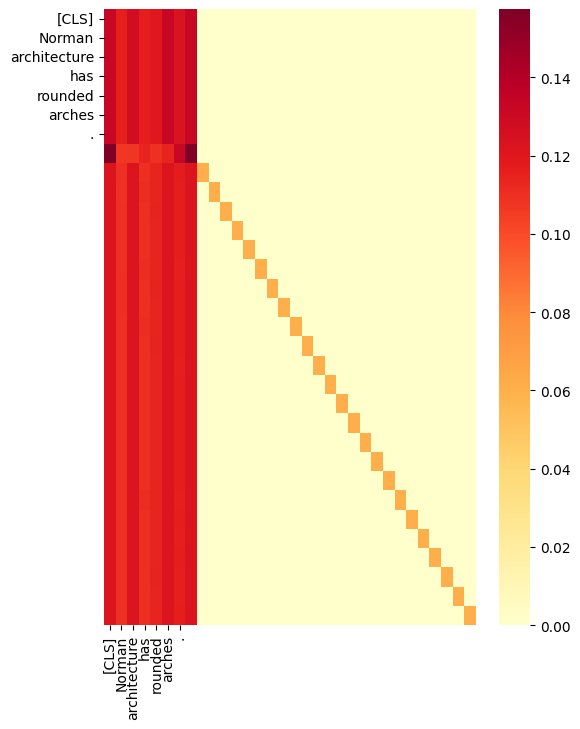 [CLS]
Norman
architecture
has
rounded
arches
.
0.14
0.12
0.10
0.08
0.06
0.04
0.02
0.00
[CLS]
Norman
architecture
has
rounded
arches
.